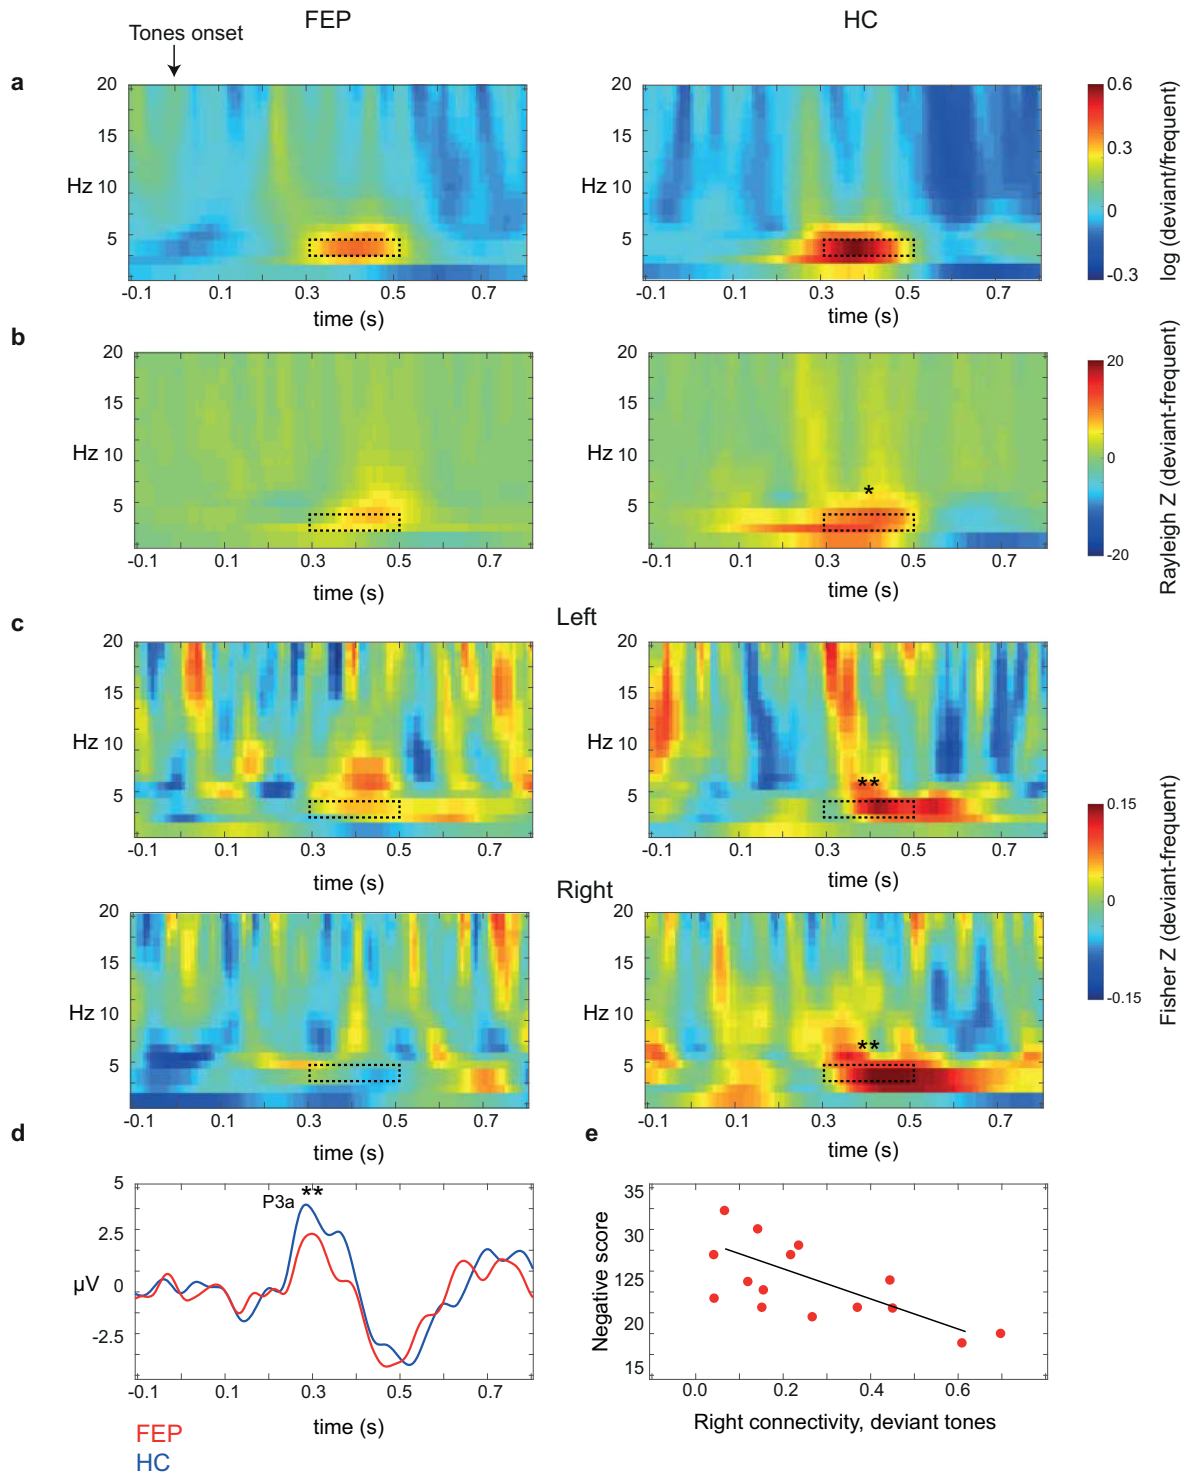 FEP HC
Tones onset
a
20 20 0.6
15 15
0.3
Hz 10 Hz 10
0
5 5
-0.3
log (deviant/frequent)
-0.1 0.1 0.3 0.5 0.7 -0.1 0.1 0.3 0.5 0.7
time (s) time (s)
b
20 20 20
15 15 10
Hz 10 Hz 10 0
*
5 5 -10
-20
Rayleigh Z (deviant-frequent)
-0.1 0.1 0.3 0.5 0.7 -0.1 0.1 0.3 0.5 0.7
time (s) time (s)
Left
c
20 20
15 15
Hz 10 Hz 10
**
5 5
-0.1 0.1 0.3 0.5 0.7 -0.1 0.1 0.3 0.5 0.7
time (s) time (s)
0.15
0
-0.15
Fisher Z (deviant-frequent)
Right
20 20
15 15
Hz 10 Hz 10
**
5 5
-0.1 0.1 0.3 0.5 0.7 -0.1 0.1 0.3 0.5 0.7
time (s) time (s)
d
5
P3a **
2.5
µV 0
-2.5
-0.1 0.1 0.3 0.5 0.7
time (s)
FEP
HC
e
35
30
125
20
15
Negative score
0.0 0.2 0.4 0.6
Right connectivity, deviant tones